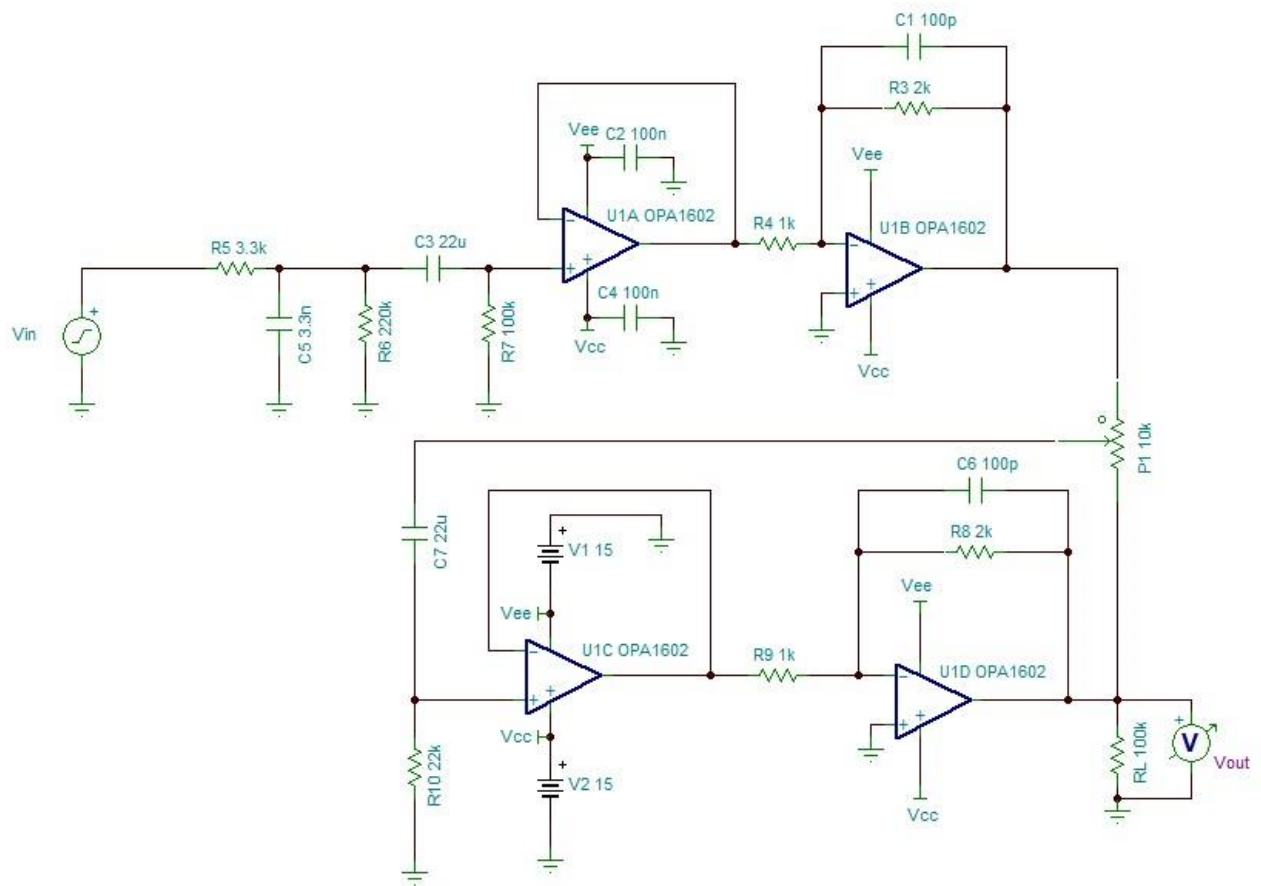 C1 100p
R3 2k
Vee
C2 100n
Vee
U1A OPA1602
R4 1k
U1B OPA1602
R5 3.3k
C3 22u
C4 100n
Vin
C5 3.3n
R6 220k
R7 100k
Vcc
Vcc
P1 10k
C6 100p
R8 2k
C7 22u
V1 15
Vee
Vee
U1C OPA1602
R9 1k
U1D OPA1602
Vcc
R10 22k
V2 15
Vcc
RL 100k
V
Vout